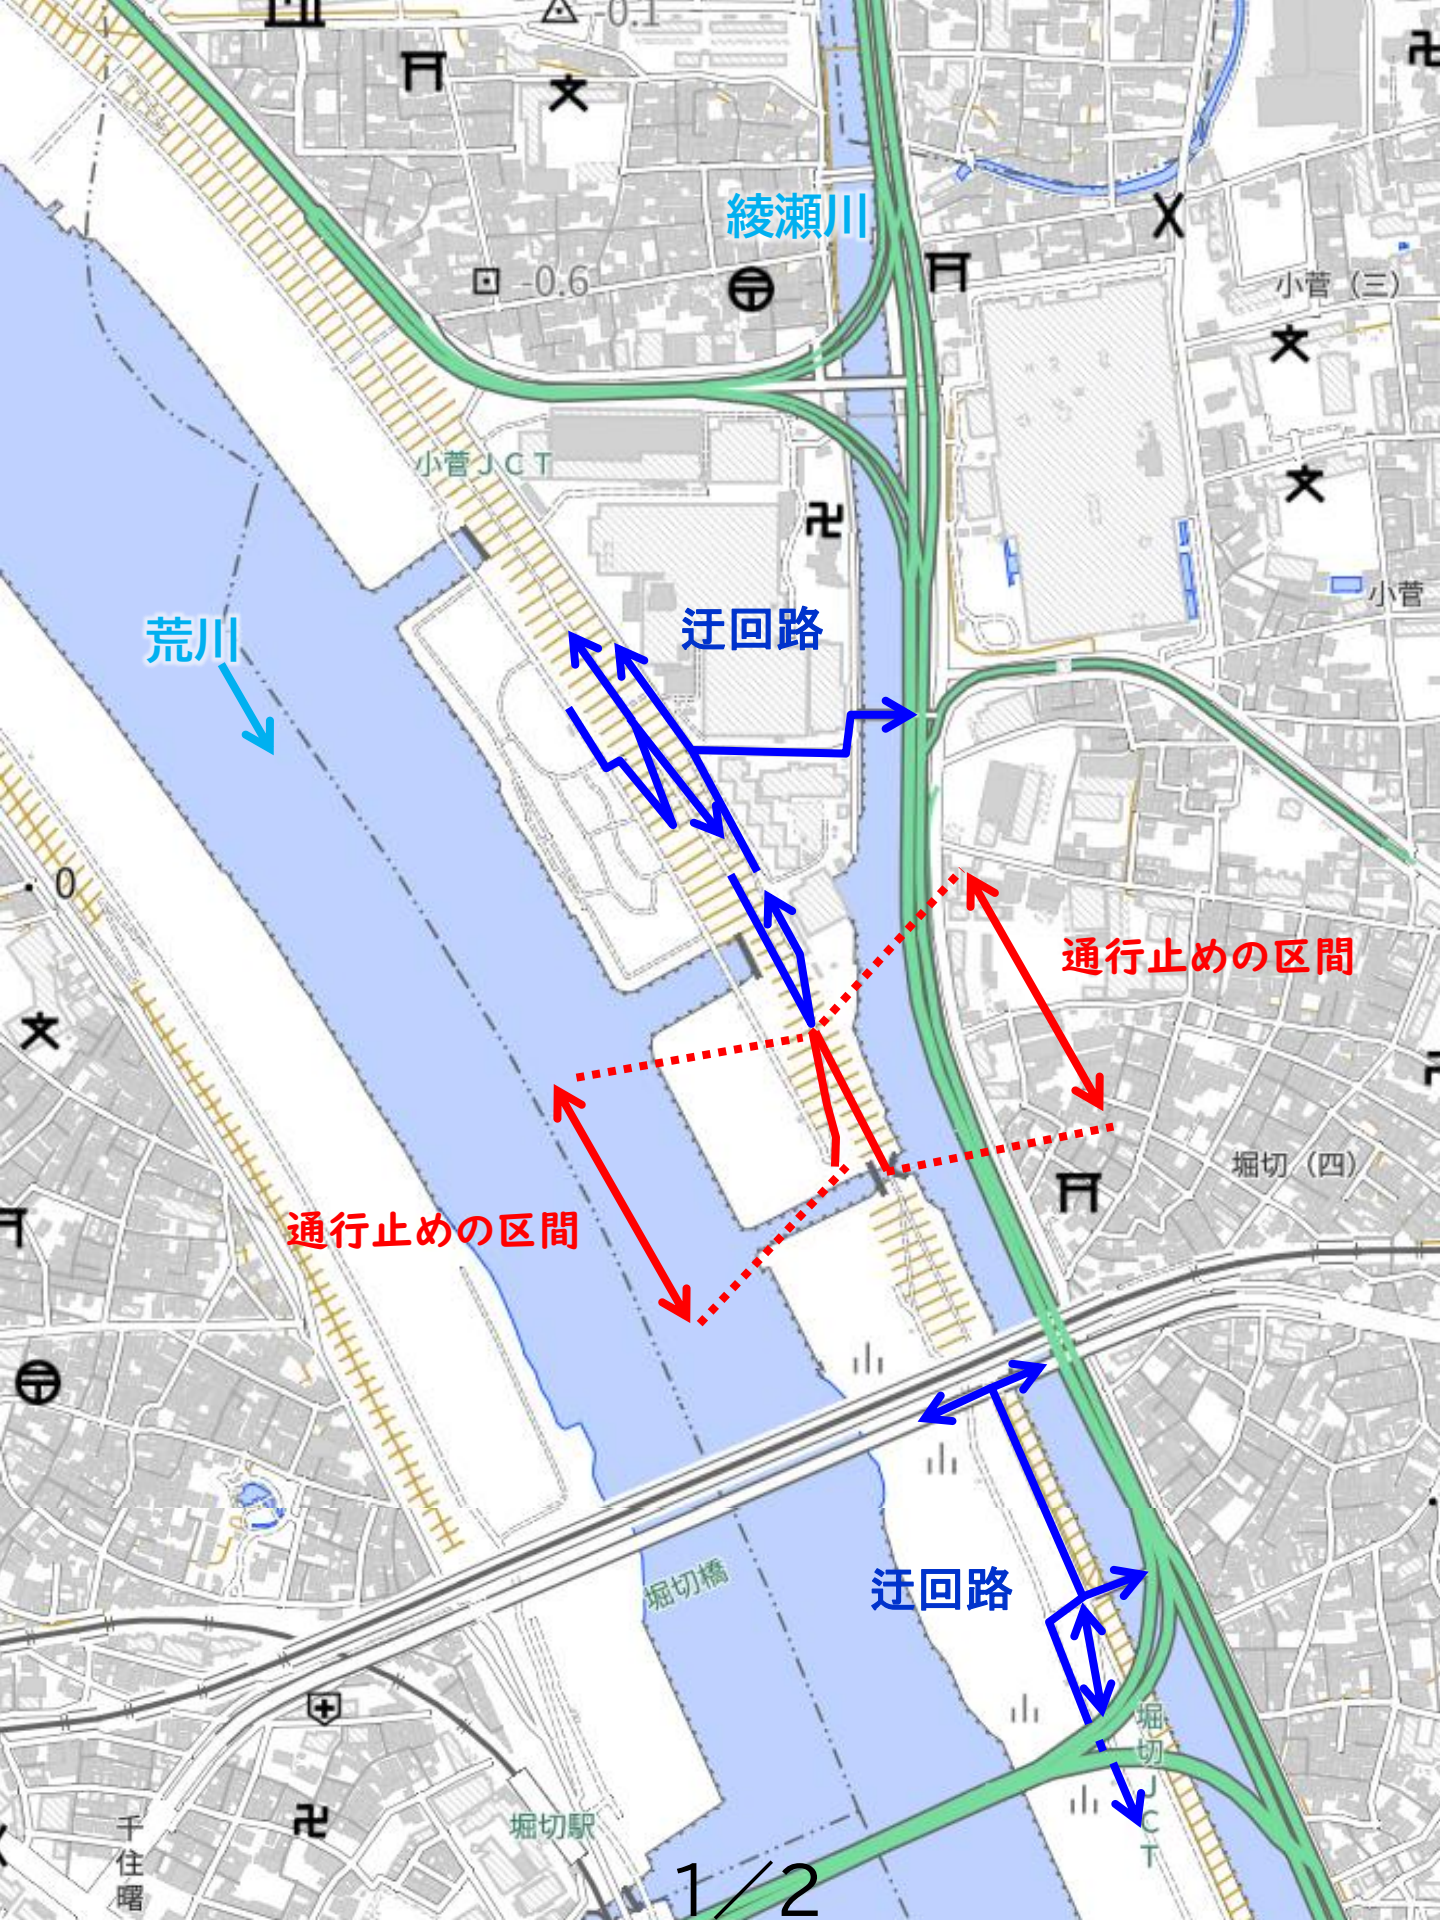 0.1
綾瀬川
-0.6
小菅（三）
小菅ＪＣＴ
小菅
荒川
迂回路
0
通行止めの区間
堀切（四）
通行止めの区間
堀切橋
迂回路
堀切ＪＣＴ
堀切駅
千住曙
1／2